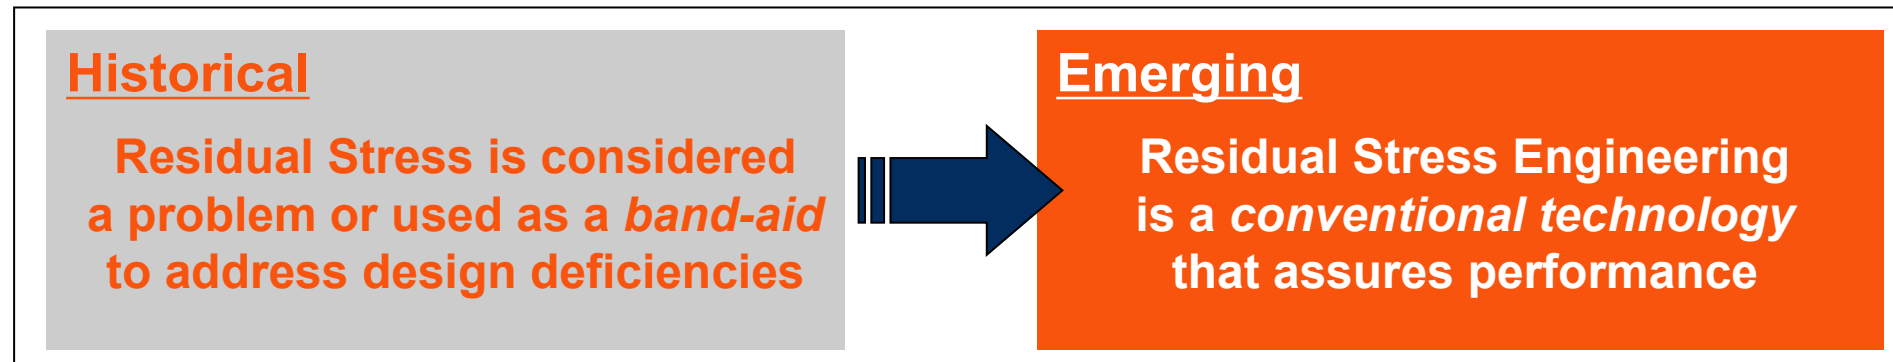 Historical
Residual Stress is considered
a problem or used as a band-aid
to address design deficiencies
Emerging
Residual Stress Engineering
is a conventional technology
that assures performance